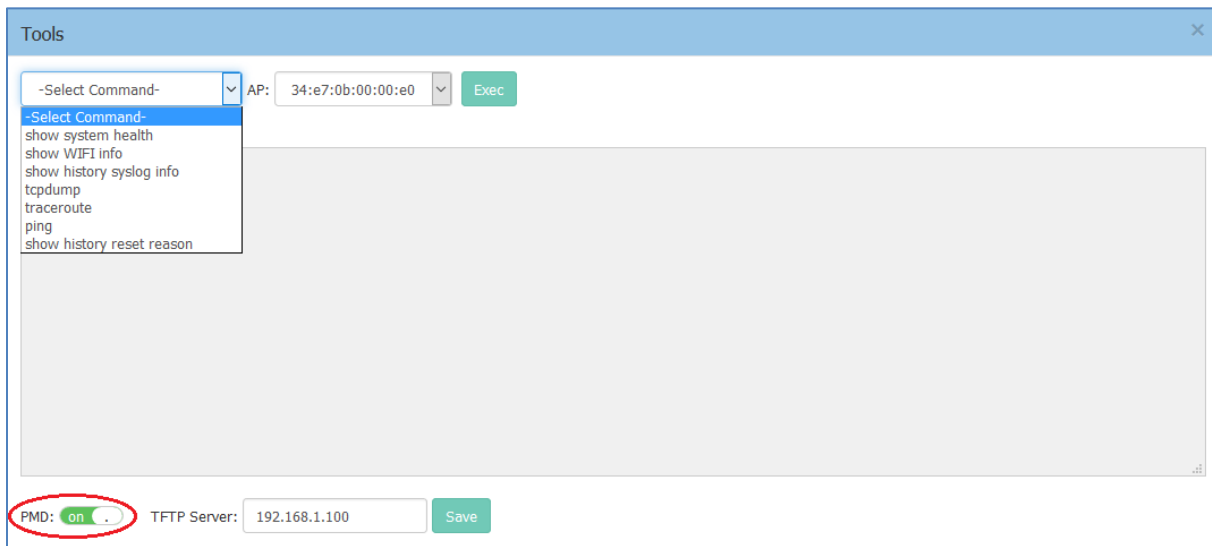 Tools
×
-Select Command- AP: 34:e7:0b:00:00:e0 Exec
-Select Command-
show system health
show WIFI info
show history syslog info
tcpdump
traceroute
ping
show history reset reason
PMD: on . TFTP Server: 192.168.1.100 Save